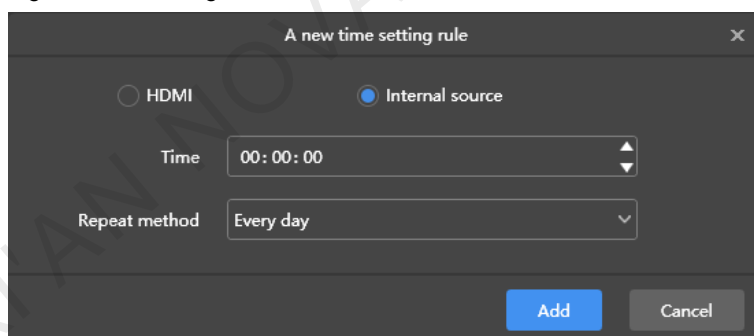 A new time setting rule
HDMI
Internal source
Time
00:00:00
Repeat method
Every day
Add
Cancel